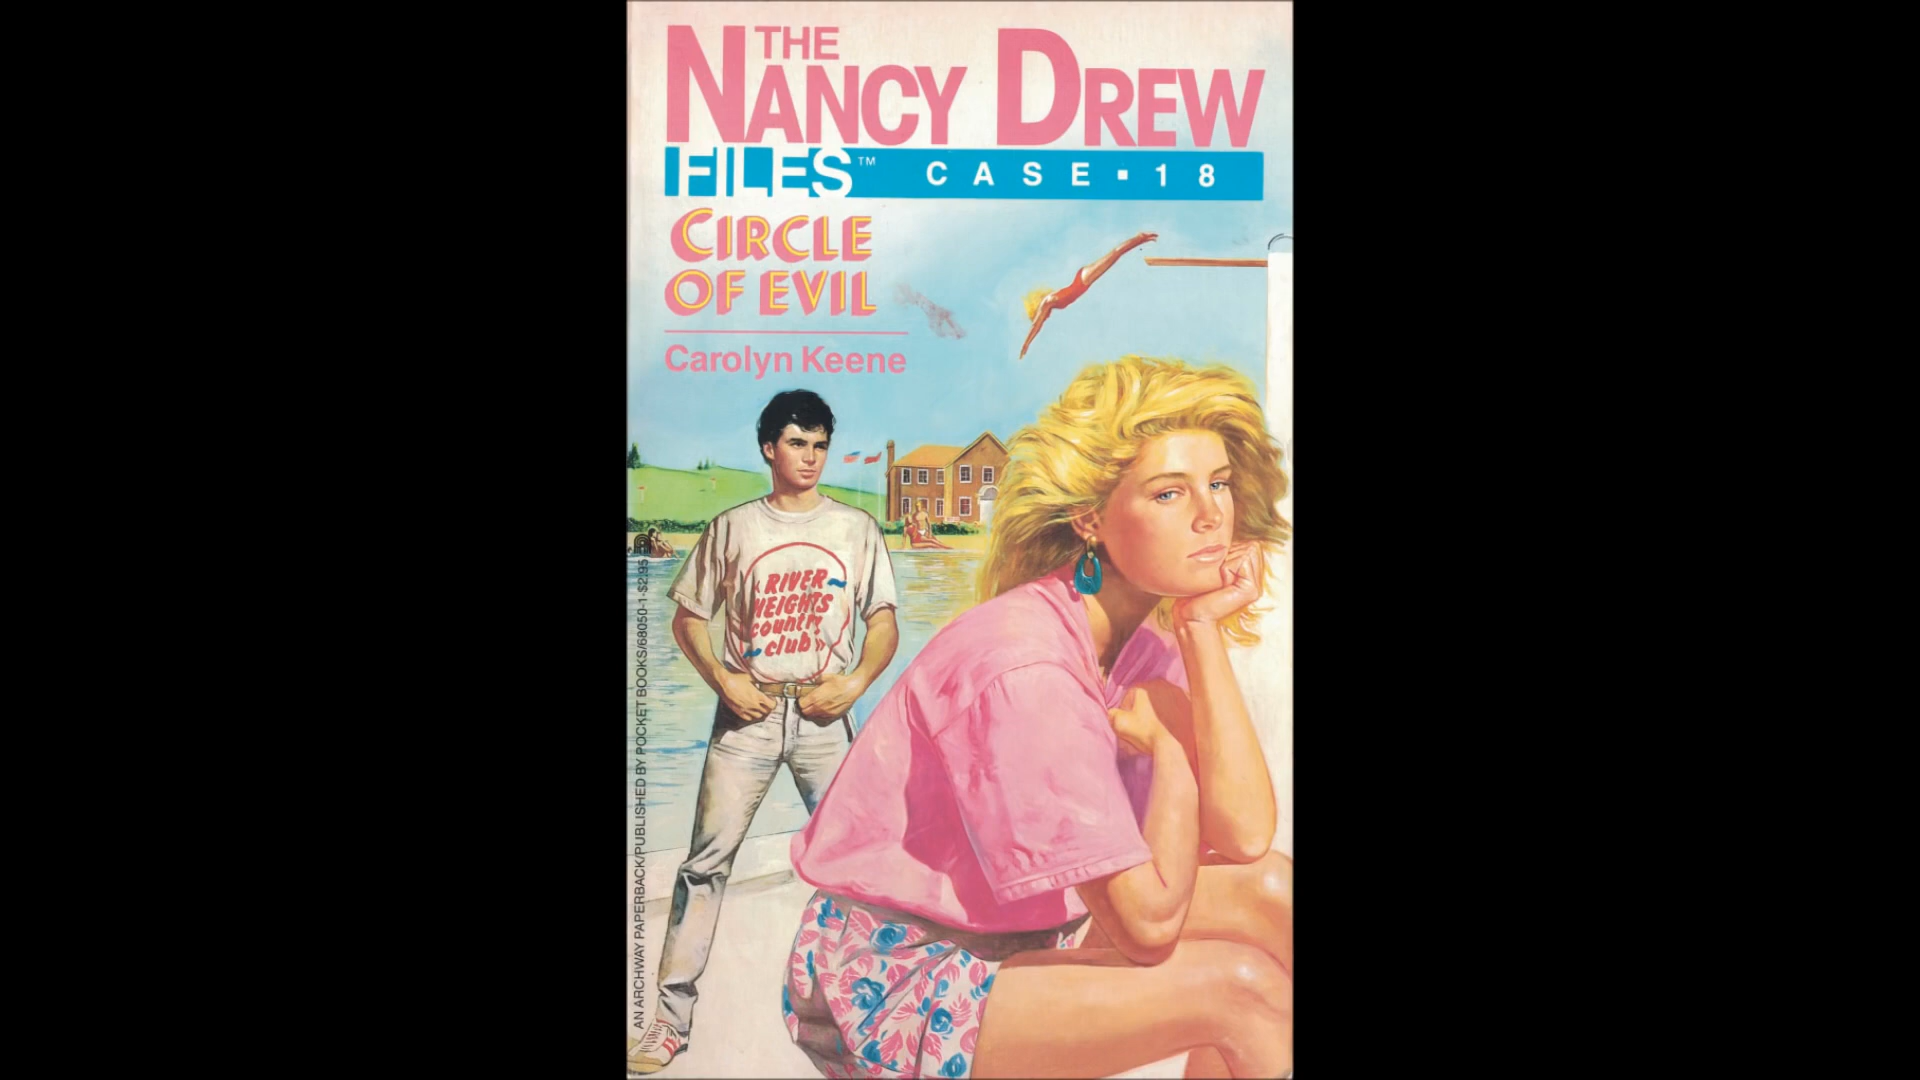 THE
NANCY DREW
FILES™ CASE ▪ 18
CIRCLE
OF EVIL
Carolyn Keene
RIVER
HEIGHTS
country
club
AN ARCHWAY PAPERBACK/PUBLISHED BY POCKET BOOKS/68050-1-$2.95